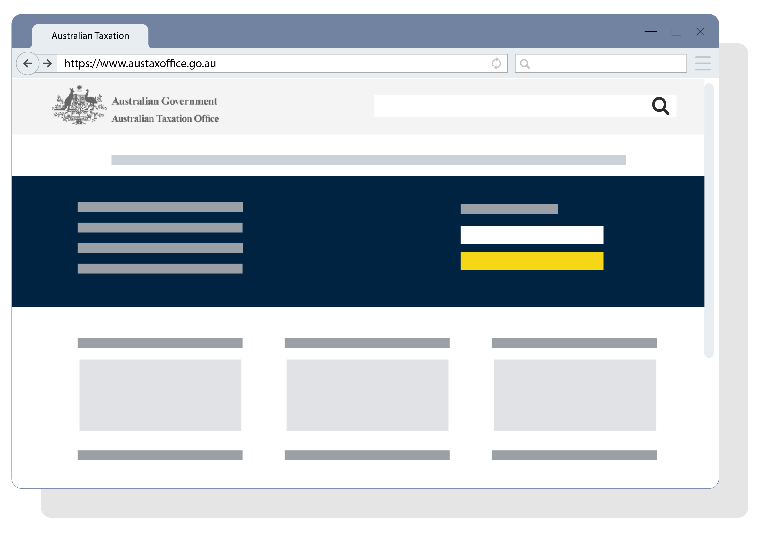 Australian Taxation
https://www.austaxoffice.go.au
Australian Government
Australian Taxation Office